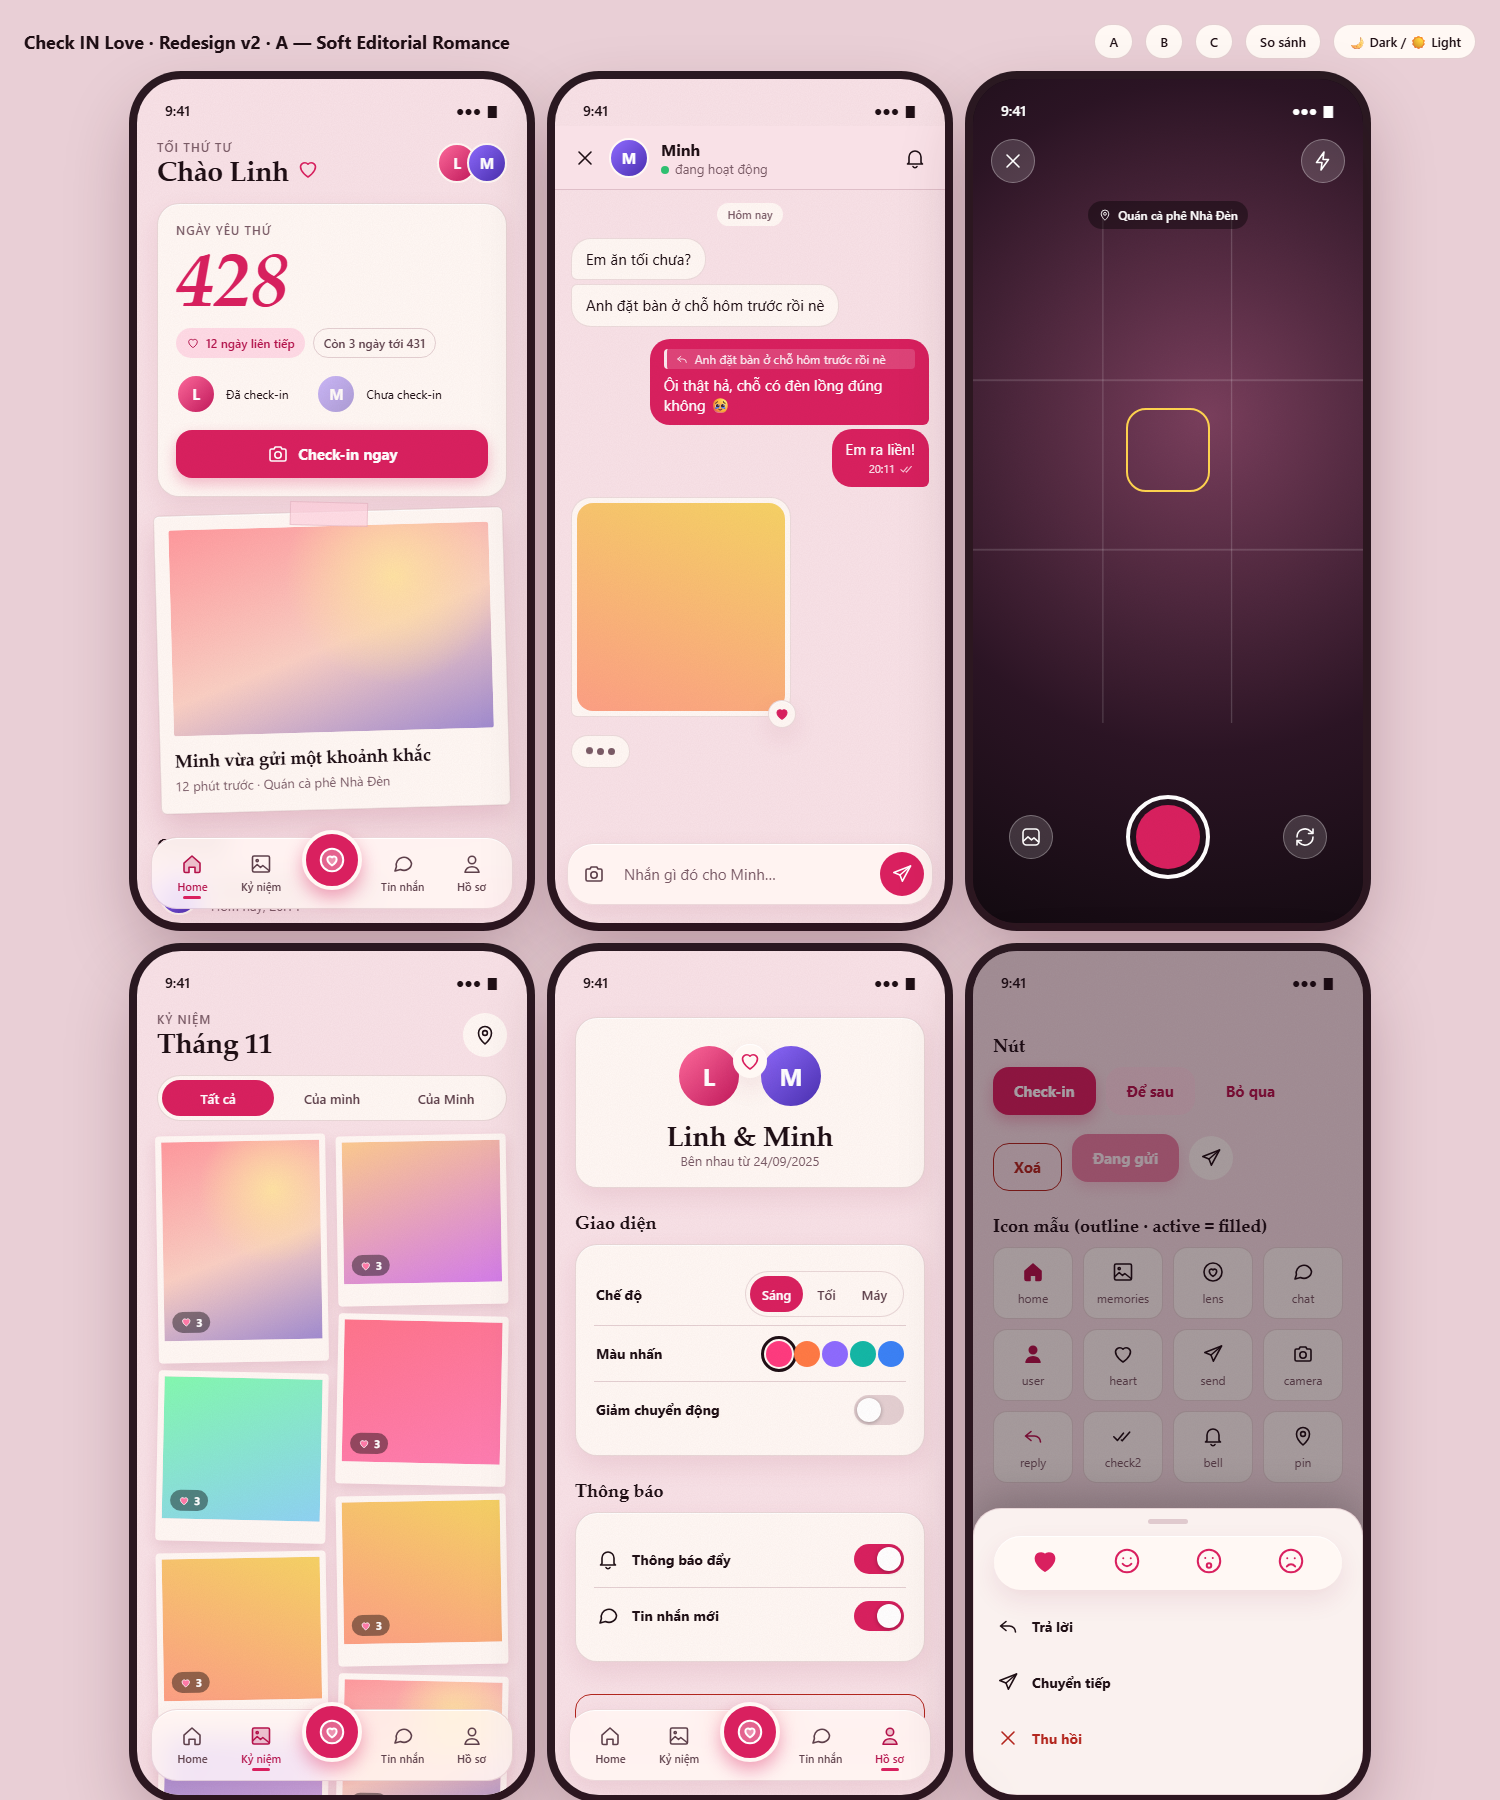 Check IN Love · Redesign v2 · A — Soft Editorial Romance
A
B
C
So sánh
🌙 Dark / 🌞 Light
9:41
TỐI THỨ TƯ
Chào Linh
L
M
NGÀY YÊU THỨ
428
12 ngày liên tiếp
Còn 3 ngày tới 431
L
Đã check-in
M
Chưa check-in
Check-in ngay
Minh vừa gửi một khoảnh khắc
12 phút trước · Quán cà phê Nhà Đèn
Home
Kỷ niệm
Tin nhắn
Hồ sơ
9:41
M
Minh
đang hoạt động
Hôm nay
Em ăn tối chưa?
Anh đặt bàn ở chỗ hôm trước rồi nè
Anh đặt bàn ở chỗ hôm trước rồi nè
Ôi thật hả, chỗ có đèn lồng đúng
không 🥹
Em ra liền!
20:11
Nhắn gì đó cho Minh...
9:41
Quán cà phê Nhà Đèn
9:41
KỶ NIỆM
Tháng 11
Tất cả
Của mình
Của Minh
3
3
3
3
3
3
Home
Kỷ niệm
Tin nhắn
Hồ sơ
9:41
L
M
Linh & Minh
Bên nhau từ 24/09/2025
Giao diện
Chế độ
Sáng
Tối
Máy
Màu nhấn
Giảm chuyển động
Thông báo
Thông báo đẩy
Tin nhắn mới
Home
Kỷ niệm
Tin nhắn
Hồ sơ
9:41
Nút
Check-in
Để sau
Bỏ qua
Xoá
Đang gửi
Icon mẫu (outline · active = filled)
home
memories
lens
chat
user
heart
send
camera
reply
check2
bell
pin
Trả lời
Chuyển tiếp
Thu hồi